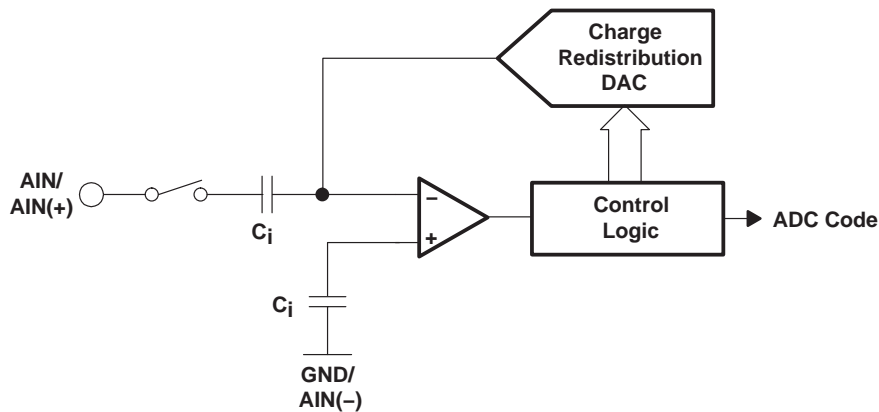 Charge
Redistribution
DAC
AIN/
AIN(+)
Ci
−
+
Control
Logic
ADC Code
Ci
GND/
AIN(−)